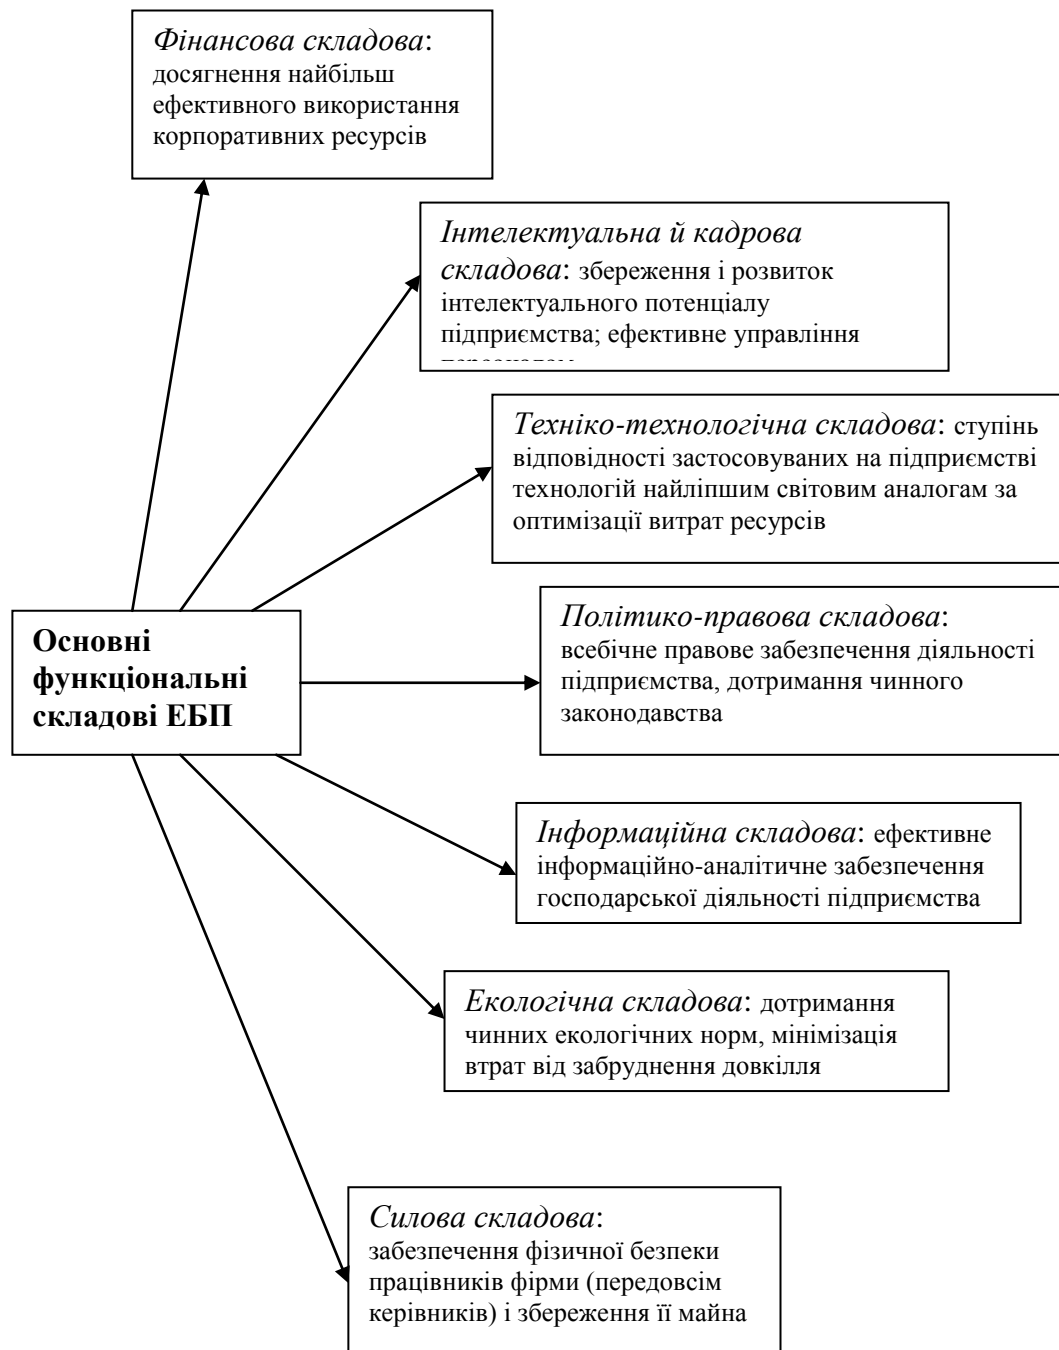 Фінансова складова:
досягнення найбільш
ефективного використання
корпоративних ресурсів
Інтелектуальна й кадрова
складова: збереження і розвиток
інтелектуального потенціалу
підприємства; ефективне управління
Техніко-технологічна складова: ступінь
відповідності застосовуваних на підприємстві
технологій найліпшим світовим аналогам за
оптимізації витрат ресурсів
Основні
функціональні
складові ЕБП
Політико-правова складова:
всебічне правове забезпечення діяльності
підприємства, дотримання чинного
законодавства
Інформаційна складова: ефективне
інформаційно-аналітичне забезпечення
господарської діяльності підприємства
Екологічна складова: дотримання
чинних екологічних норм, мінімізація
втрат від забруднення довкілля
Силова складова:
забезпечення фізичної безпеки
працівників фірми (передовсім
керівників) і збереження її майна